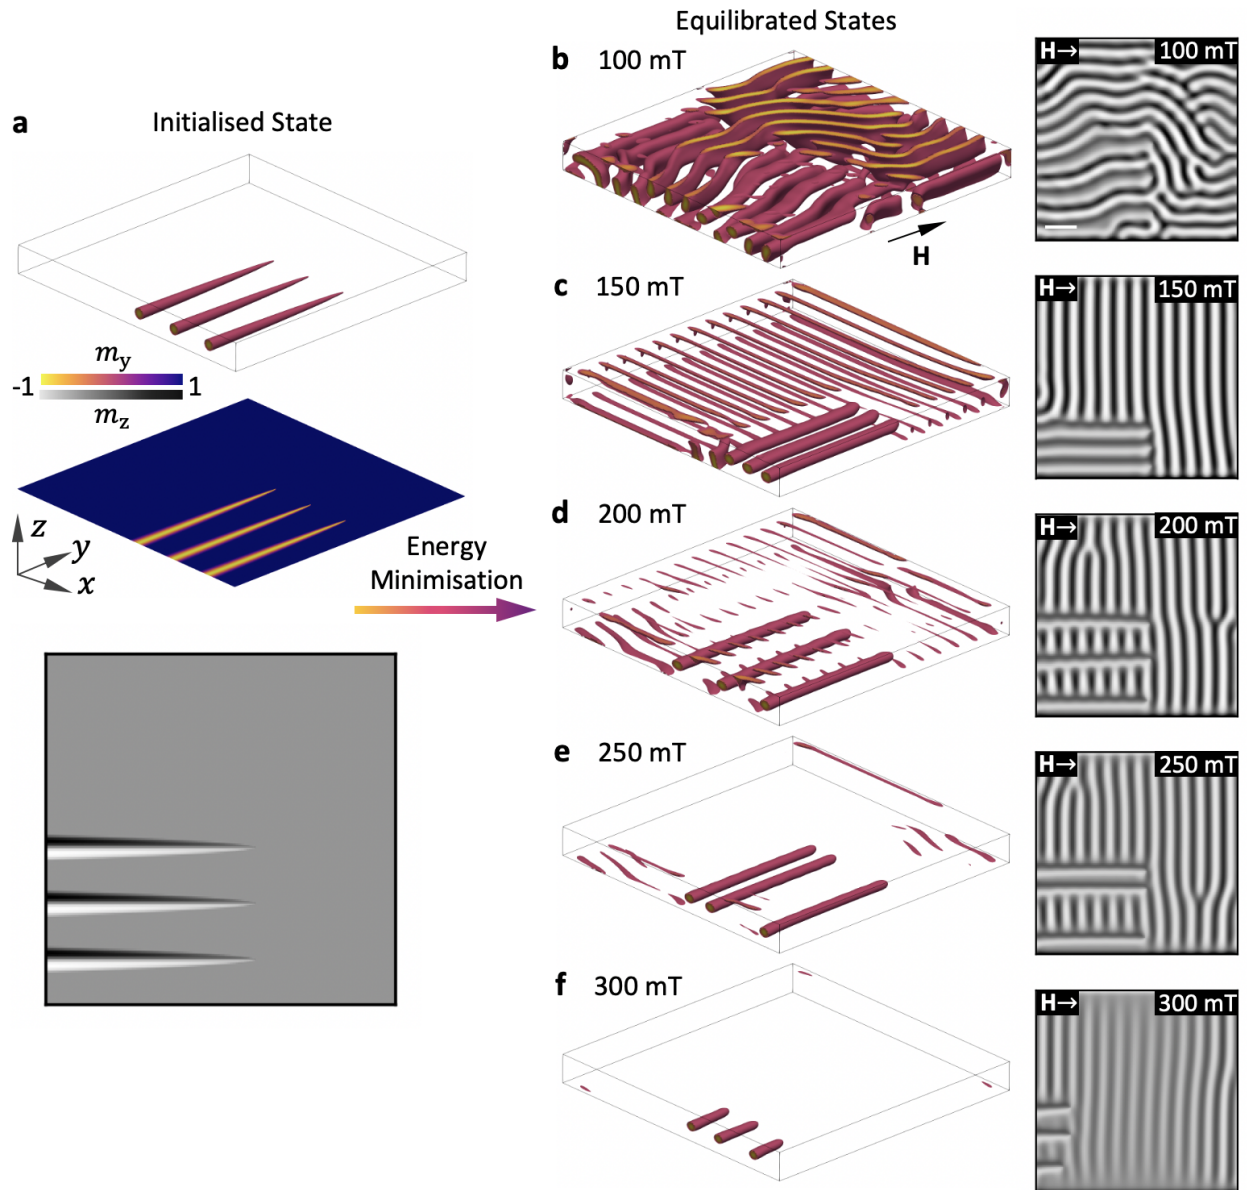 Equilibrated States
b 100 mT
H→ 100 mT
a
Initialised State
H
c 150 mT
H→ 150 mT
m_y
-1 1
m_z
d 200 mT
H→ 200 mT
z
y
x
Energy
Minimisation
e 250 mT
H→ 250 mT
f 300 mT
H→ 300 mT